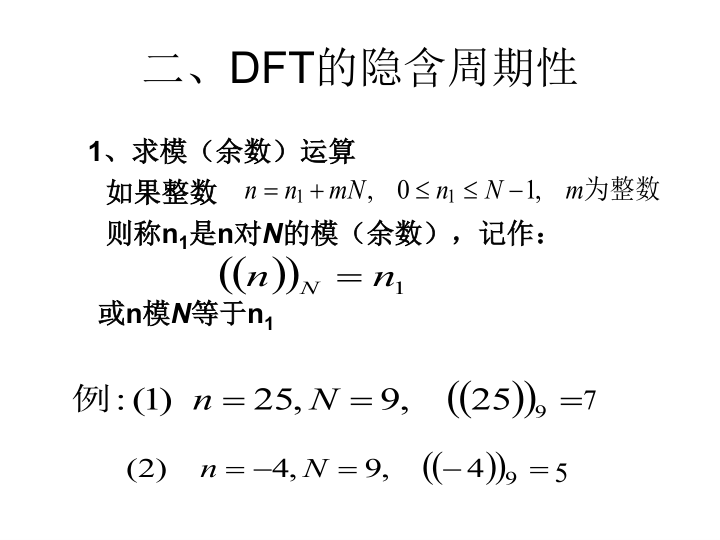 二、DFT的隐含周期性
1、求模（余数）运算
如果整数 n = n₁ + mN, 0 ≤ n₁ ≤ N − 1, m为整数
则称n₁是n对N的模（余数），记作：
((n))_N = n₁
或n模N等于n₁
例:(1) n = 25, N = 9, ((25))₉ =7
(2) n = −4, N = 9, ((− 4))₉ = 5